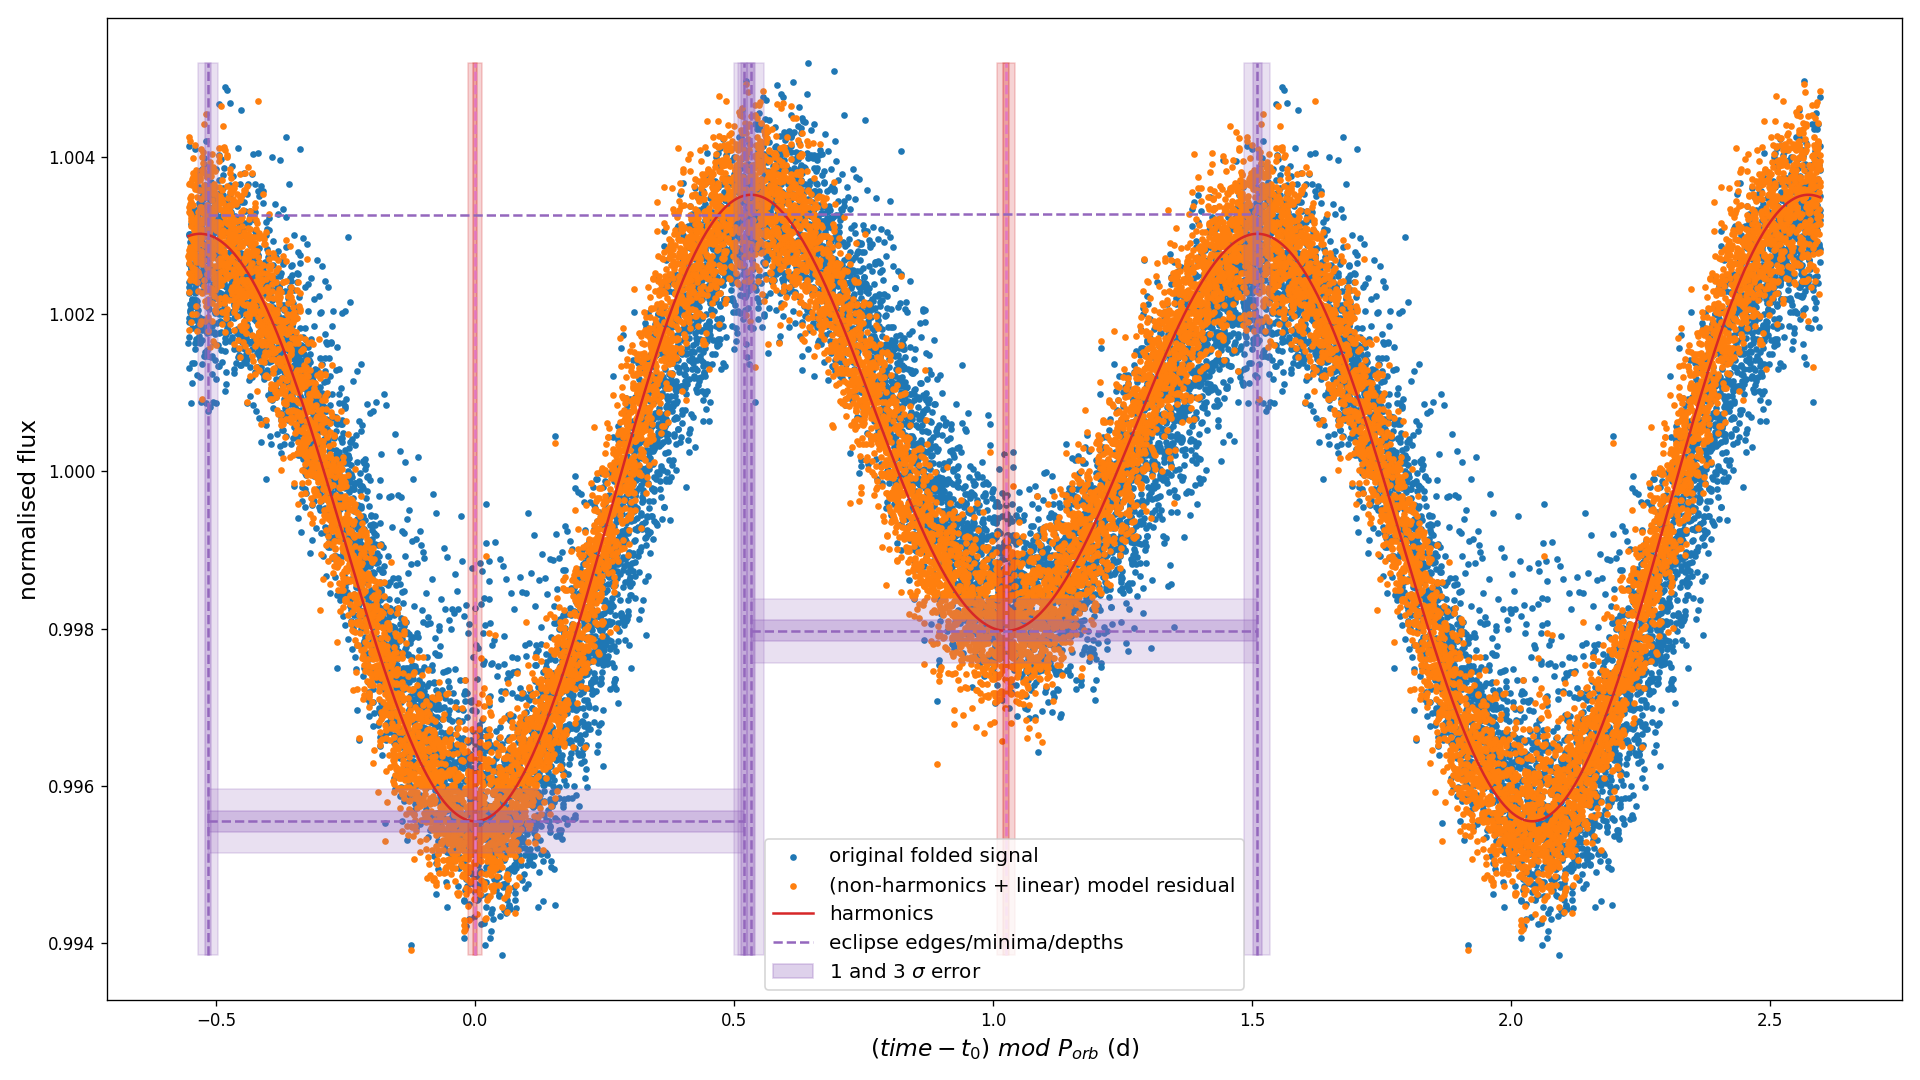 normalised flux
1.004
1.002
1.000
0.998
0.996
0.994
original folded signal
(non-harmonics + linear) model residual
harmonics
eclipse edges/minima/depths
1 and 3 σ error
−0.5
0.0
0.5
1.0
1.5
2.0
2.5
(time − t₀) mod Pₒᵣb (d)